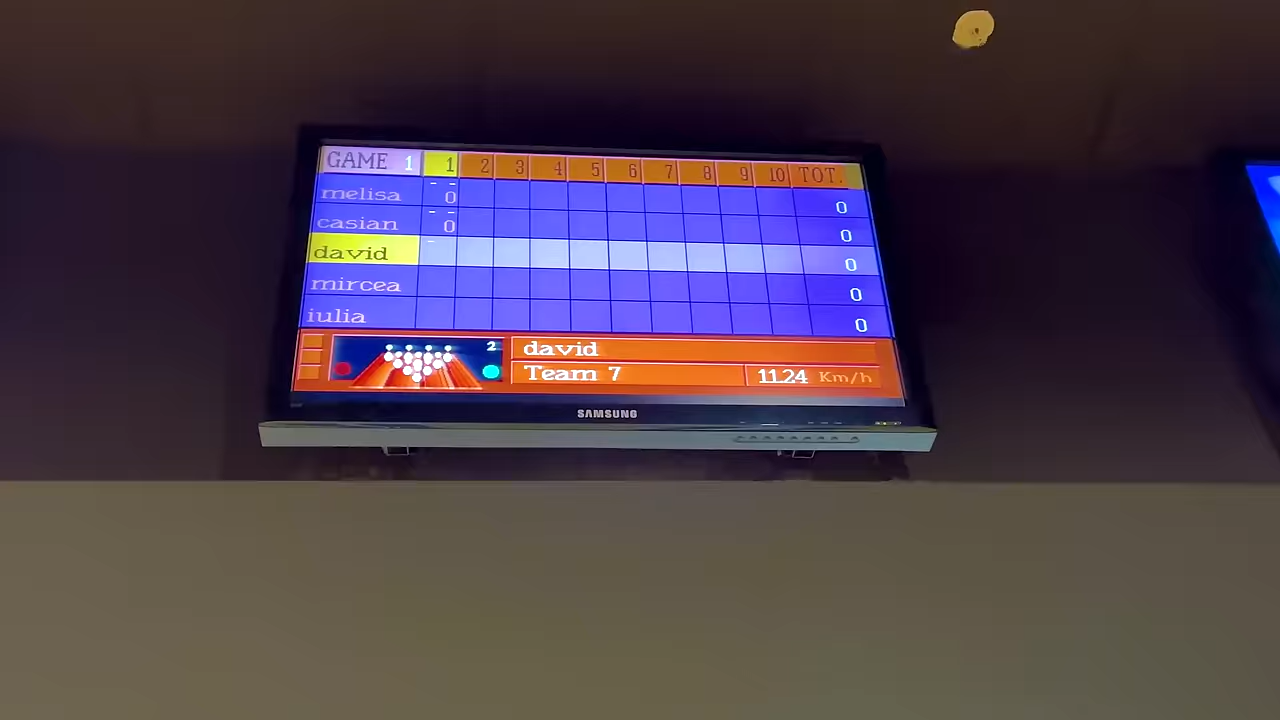 GAME 1 1 2 3 4 5 6 7 8 9 10 TOT.
melisa - - 0 0
casian - - 0 0
david - 0
mircea 0
iulia 0
2 david
Team 7 11.24 Km/h
SAMSUNG